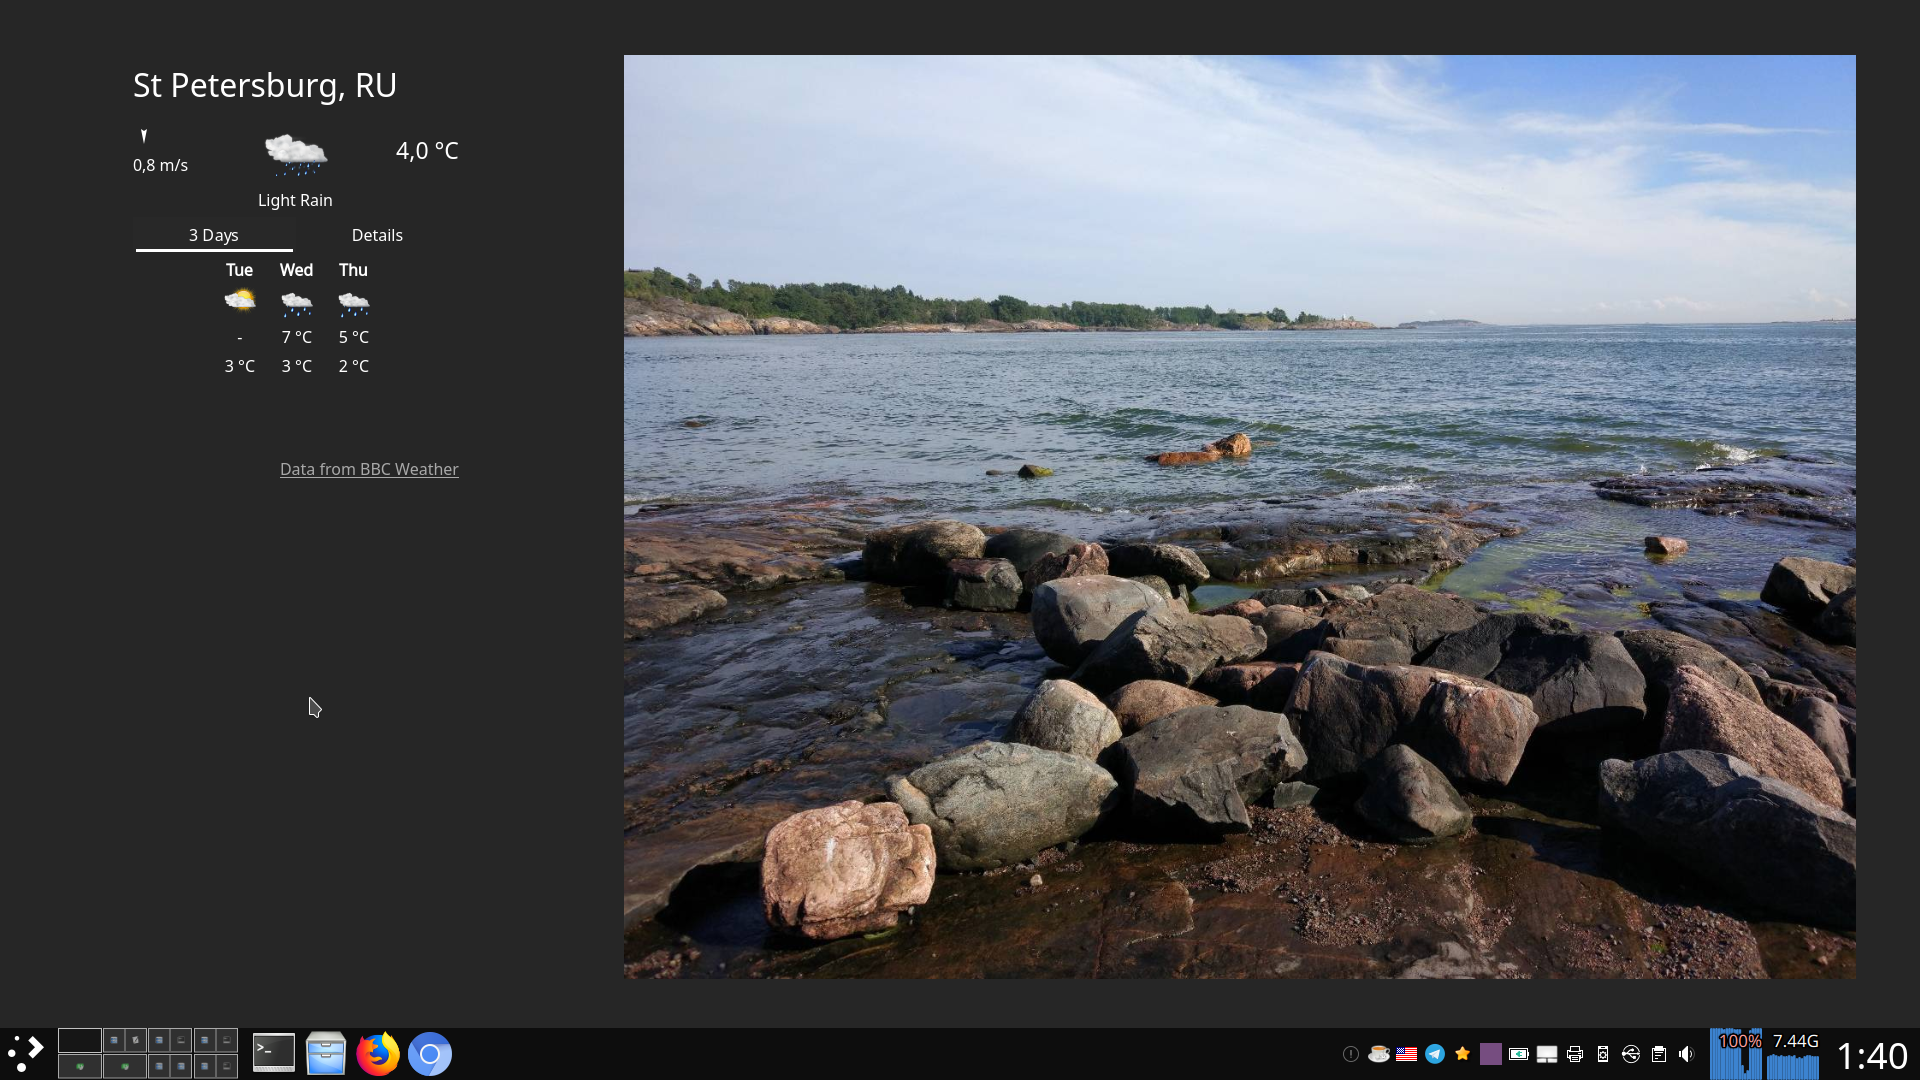 St Petersburg, RU
0,8 m/s
4,0 °C
Light Rain
3 Days Details
Tue Wed Thu
- 7 °C 5 °C
3 °C 3 °C 2 °C
Data from BBC Weather
>_
100% 7.44G 1:40